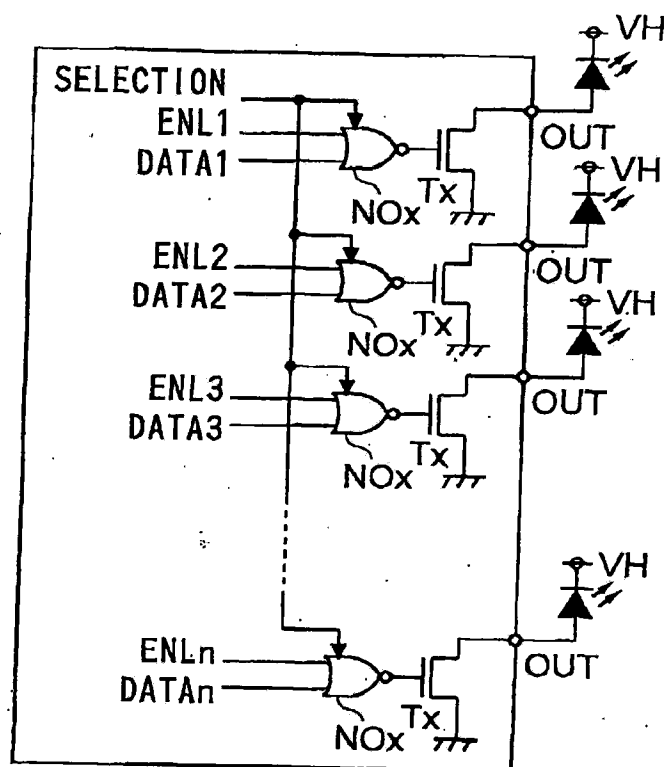 VH
SELECTION
ENL1
DATA1
OUT
NOx
Tx
VH
ENL2
DATA2
OUT
NOx
Tx
VH
ENL3
DATA3
OUT
NOx
Tx
VH
ENLn
DATAn
OUT
NOx
Tx